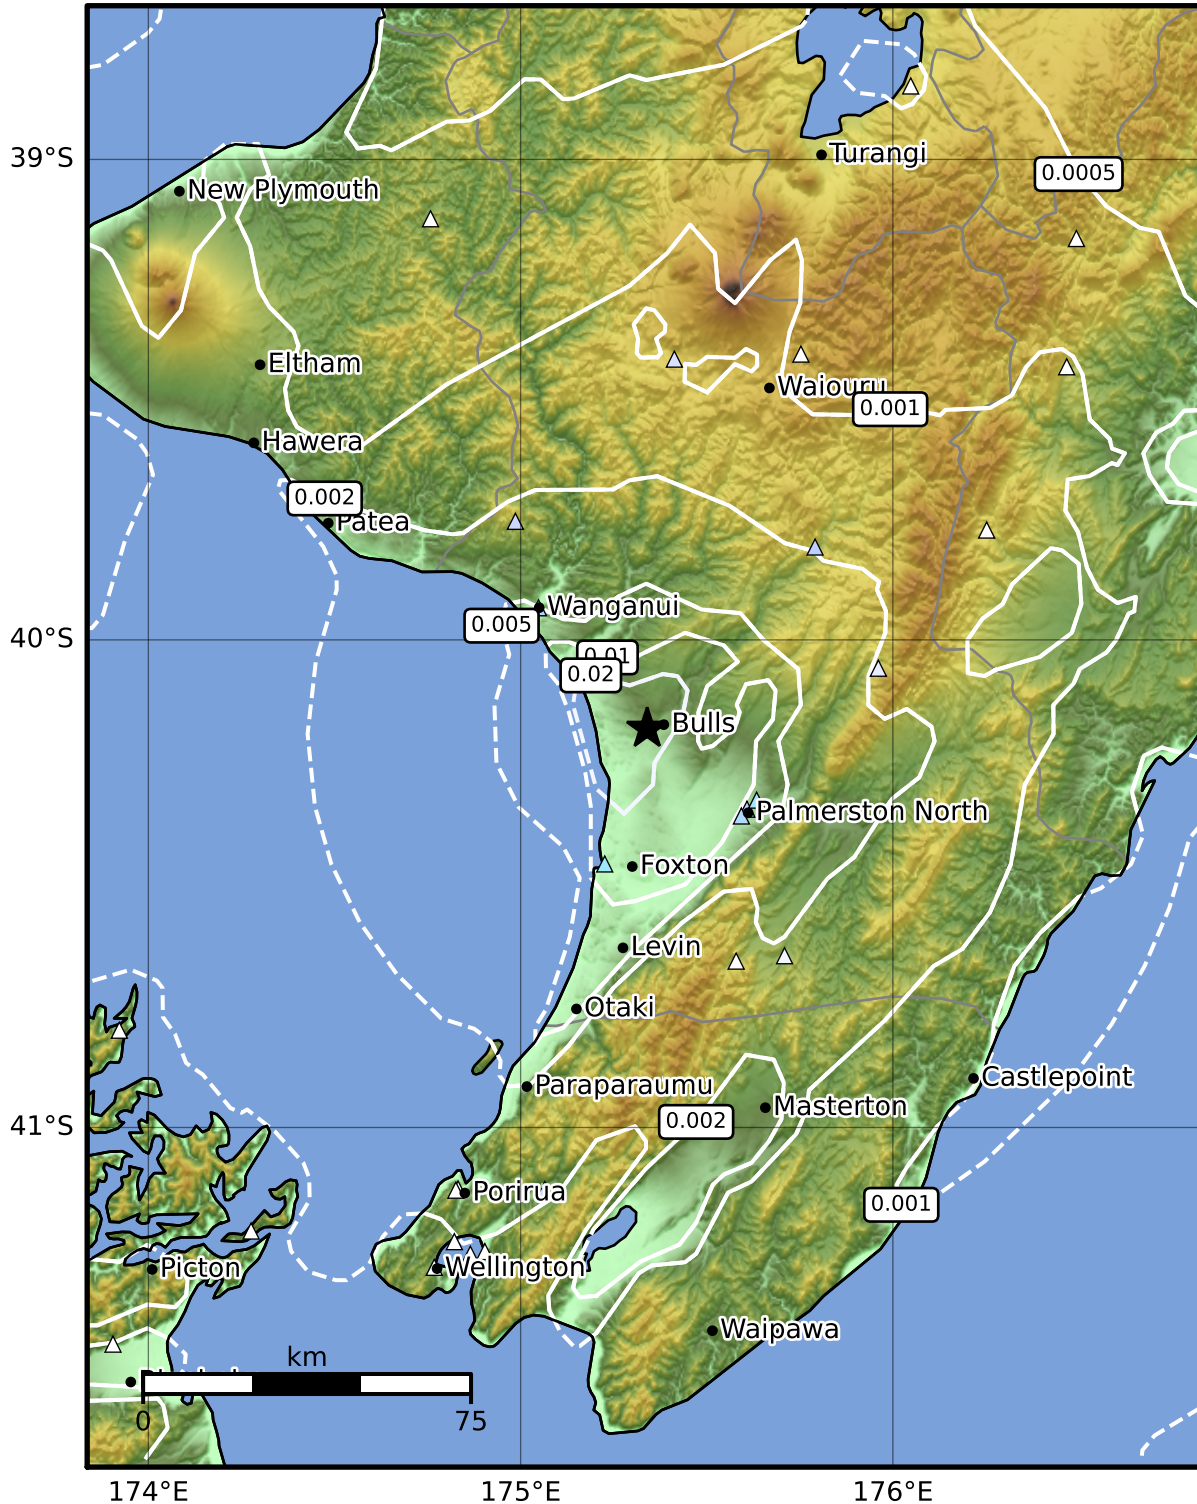 39°S
Turangi
0.0005
New Plymouth
Eltham
Waiouru
0.001
Hawera
0.002
Patea
Wanganui
0.005
40°S
0.01
0.02
Bulls
Palmerston North
Foxton
Levin
Otaki
Paraparaumu
Castlepoint
Masterton
0.002
41°S
Porirua
0.001
Picton
Wellington
Waipawa
km
0
75
174°E
175°E
176°E